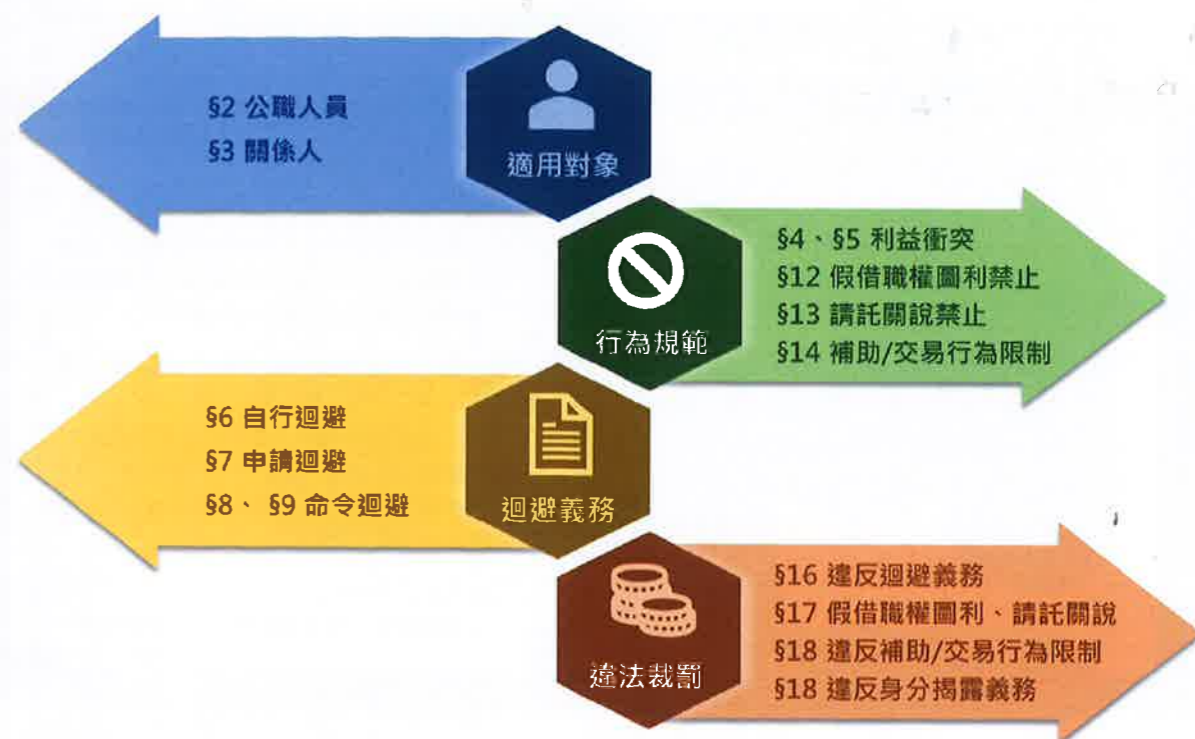 §2 公職人員
§3 關係人
適用對象
§4、§5 利益衝突
§12 假借職權圖利禁止
§13 請託關說禁止
§14 補助/交易行為限制
行為規範
§6 自行迴避
§7 申請迴避
§8、 §9 命令迴避
迴避義務
§16 違反迴避義務
§17 假借職權圖利、請託關說
§18 違反補助/交易行為限制
§18 違反身分揭露義務
違法裁罰